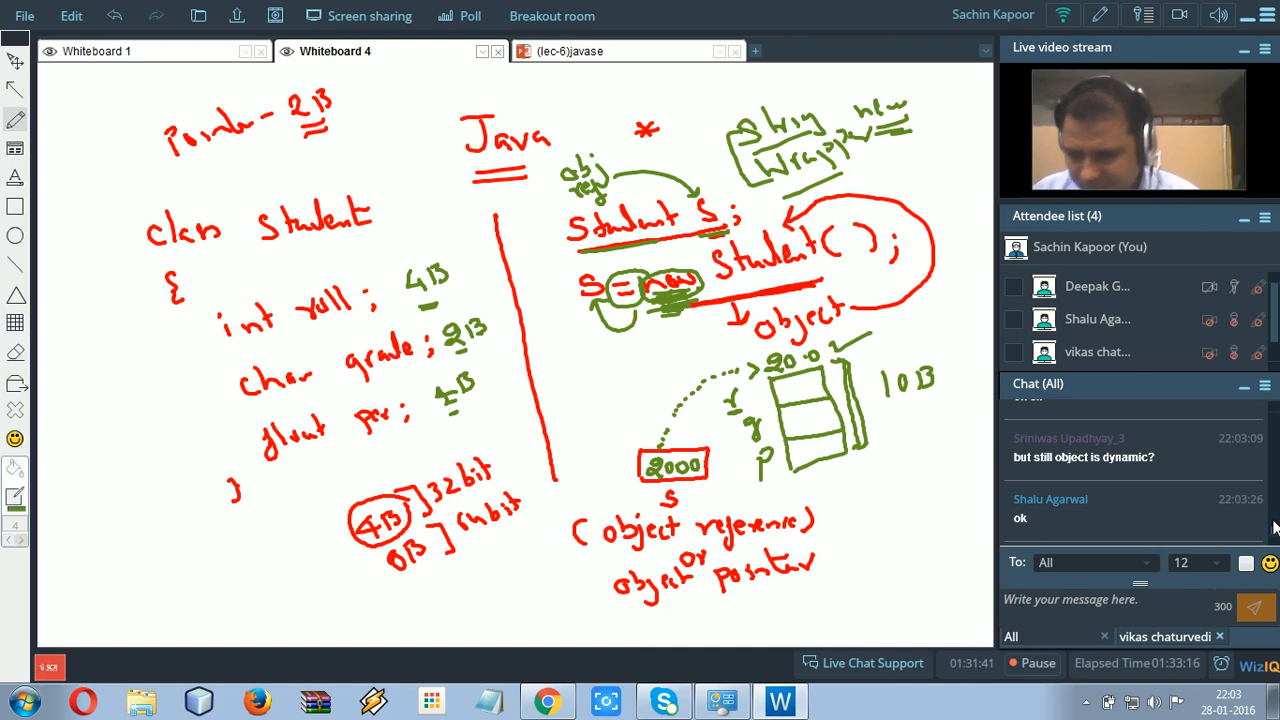 File
Edit
Screen sharing
Poll
Breakout room
Sachin Kapoor
Whiteboard 1
Whiteboard 4
(lec-6)javase
Live video stream
Pointer - 2B
Java
*
String
Wrapper
new
obj
ref
class Student
{
int roll; 4B
char grade; 2B
float per; 4B
}
4B ] 32bit
8B ] 64bit
Student S;
S = new Student( );
object
r
g
p
10B
2000
S
(object reference)
or
object pointer
Attendee list (4)
Sachin Kapoor (You)
Deepak G...
Shalu Aga...
vikas chat...
Chat (All)
Sriniwas Upadhyay_3 22:03:09
but still object is dynamic?
Shalu Agarwal 22:03:26
ok
To: All 12
Write your message here. 300
All
vikas chaturvedi
4
Live Chat Support
01:31:41
Pause
Elapsed Time 01:33:16
WizIQ
W
22:03
28-01-2016